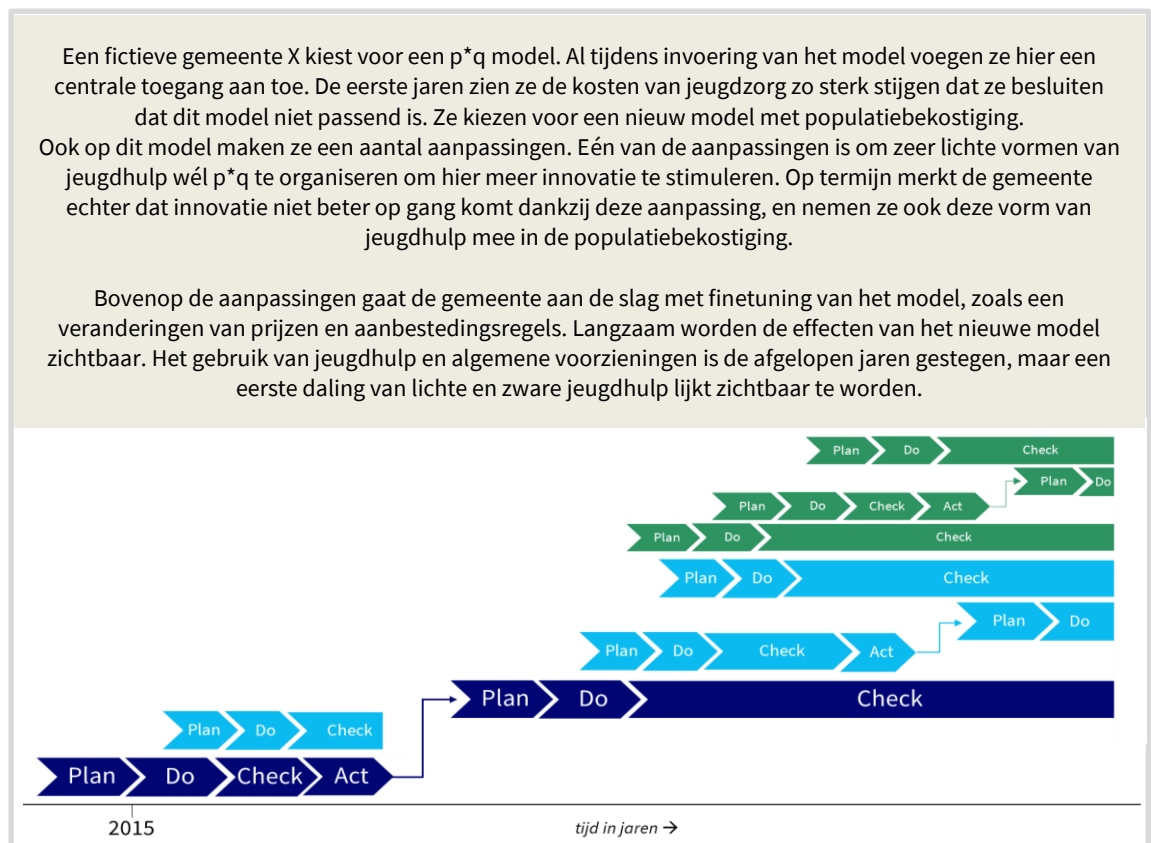 Een fictieve gemeente X kiest voor een p*q model. Al tijdens invoering van het model voegen ze hier een
centrale toegang aan toe. De eerste jaren zien ze de kosten van jeugdzorg zo sterk stijgen dat ze besluiten
dat dit model niet passend is. Ze kiezen voor een nieuw model met populatiebekostiging.
Ook op dit model maken ze een aantal aanpassingen. Eén van de aanpassingen is om zeer lichte vormen van
jeugdhulp wél p*q te organiseren om hier meer innovatie te stimuleren. Op termijn merkt de gemeente
echter dat innovatie niet beter op gang komt dankzij deze aanpassing, en nemen ze ook deze vorm van
jeugdhulp mee in de populatiebekostiging.
Bovenop de aanpassingen gaat de gemeente aan de slag met finetuning van het model, zoals een
veranderingen van prijzen en aanbestedingsregels. Langzaam worden de effecten van het nieuwe model
zichtbaar. Het gebruik van jeugdhulp en algemene voorzieningen is de afgelopen jaren gestegen, maar een
eerste daling van lichte en zware jeugdhulp lijkt zichtbaar te worden.
Plan Do Check
Plan Do
Plan Do Check Act
Plan Do Check
Plan Do Check
Plan Do
Plan Do Check Act
Plan Do Check
Plan Do Check
Plan Do Check Act
2015
tijd in jaren →